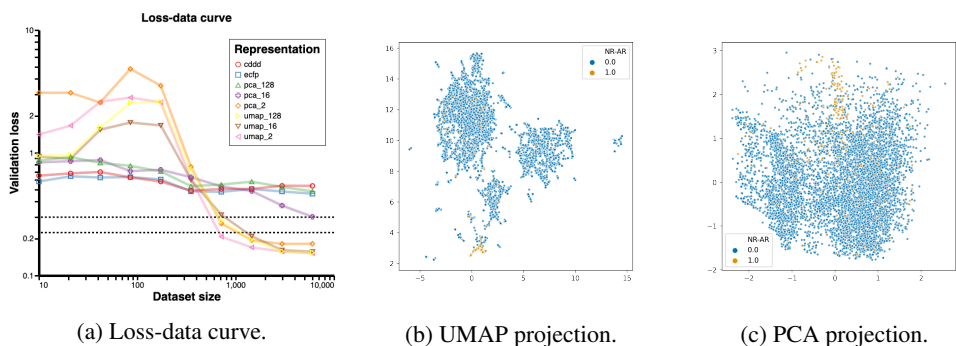 Loss-data curve
Validation loss
10
1
0.2
0.1
10
100
1,000
10,000
Dataset size
Representation
cddd
ecfp
pca_128
pca_16
pca_2
umap_128
umap_16
umap_2
16
14
12
10
8
6
4
2
−5
0
5
10
15
NR-AR
0.0
1.0
3
2
1
0
−1
−2
−2
−1
0
1
2
NR-AR
0.0
1.0
(a) Loss-data curve.
(b) UMAP projection.
(c) PCA projection.